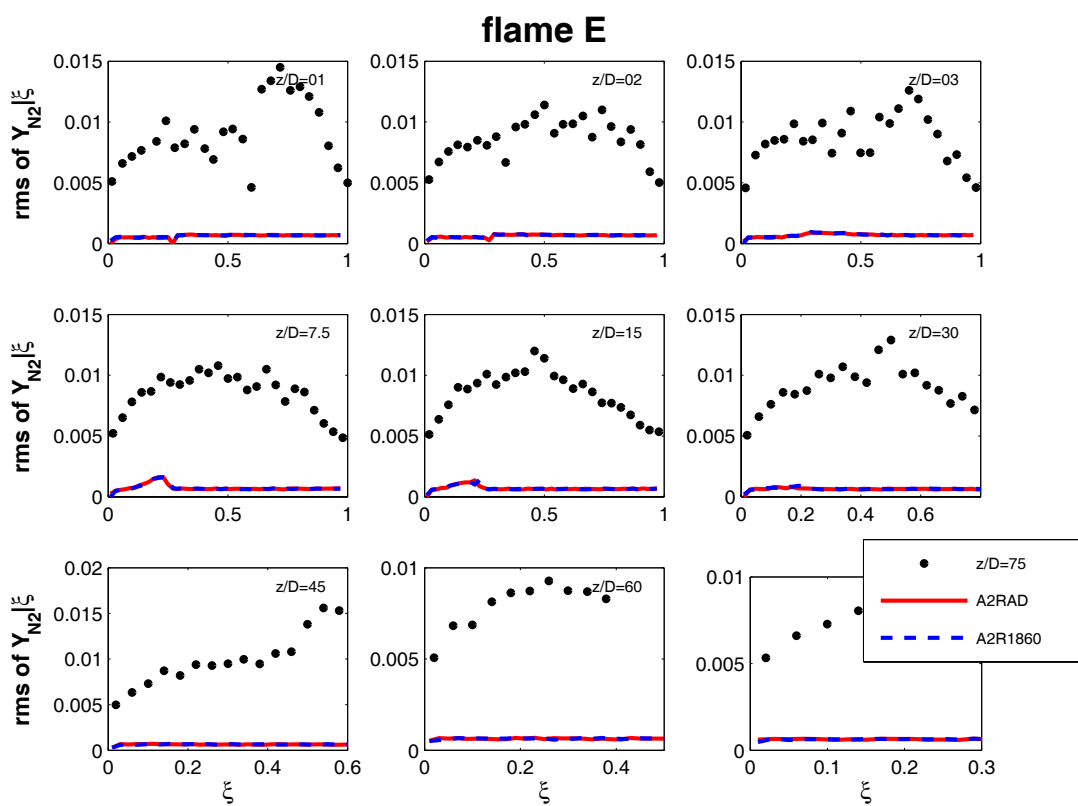 flame E
rms of Y_N2|ξ
0.015
0.01
0.005
0
0 0.5 1
z/D=01
0.015
0.01
0.005
0
0 0.5 1
z/D=02
0.015
0.01
0.005
0
0 0.5 1
z/D=03
rms of Y_N2|ξ
0.015
0.01
0.005
0
0 0.5 1
z/D=7.5
0.015
0.01
0.005
0
0 0.5 1
z/D=15
0.015
0.01
0.005
0
0 0.2 0.4 0.6
z/D=30
rms of Y_N2|ξ
0.02
0.015
0.01
0.005
0
0 0.2 0.4 0.6
z/D=45
ξ
0.01
0.005
0
0 0.2 0.4
z/D=60
ξ
0.01
0.005
0
0 0.1 0.2 0.3
ξ
z/D=75
A2RAD
A2R1860